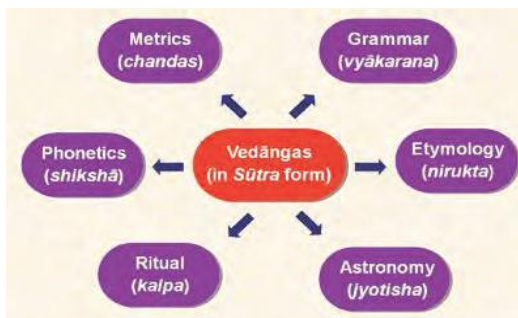 Metrics
(chandas)
Grammar
(vyākarana)
Phonetics
(shikshā)
Vedāngas
(in Sūtra form)
Etymology
(nirukta)
Ritual
(kalpa)
Astronomy
(jyotisha)